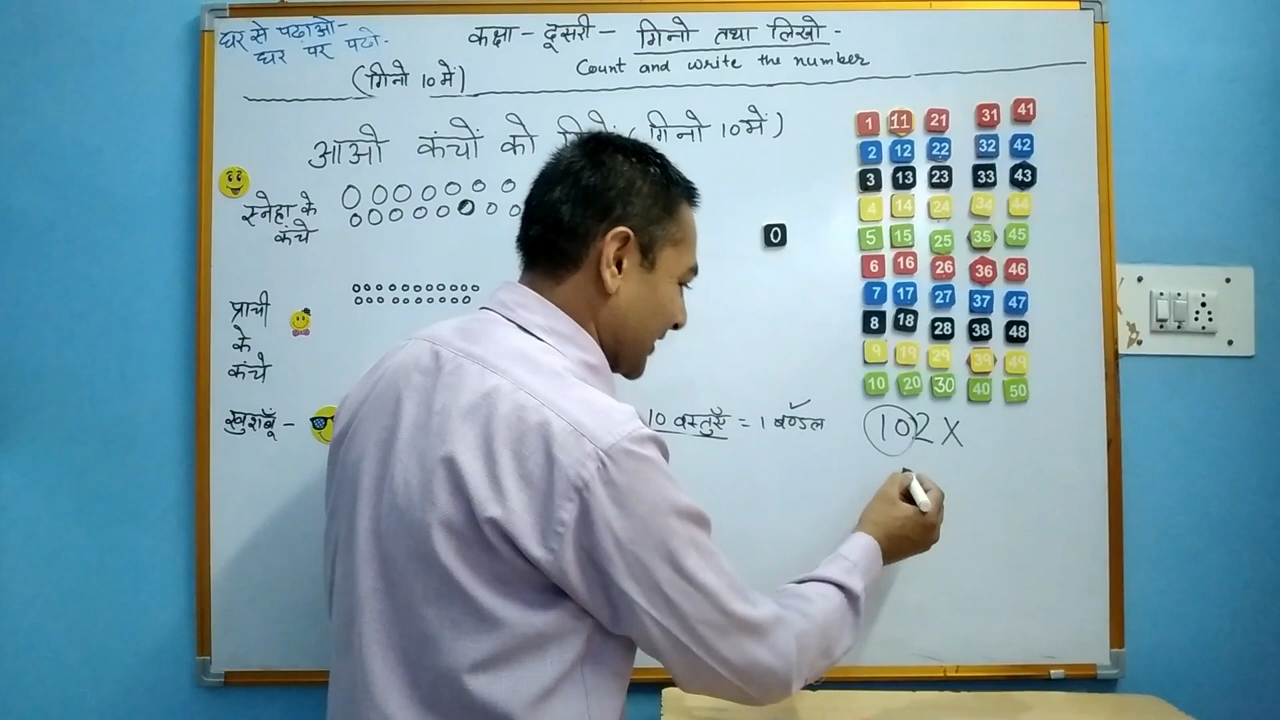 घर से पढाओ-
घर पर पढो-
कक्षा - दूसरी - गिनो तथा लिखो -
Count and write the number
(गिनो 10 में)
आओ कंचों को (गिनो 10 में)
स्नेहा के
कंचे
प्राची
के
कंचे
खुशबूँ -
10 वस्तुएँ = 1 बण्डल
0
1 11 21 31 41
2 12 22 32 42
3 13 23 33 43
4 14 24 34 44
5 15 25 35 45
6 16 26 36 46
7 17 27 37 47
8 18 28 38 48
9 19 29 39 49
10 20 30 40 50
102 X